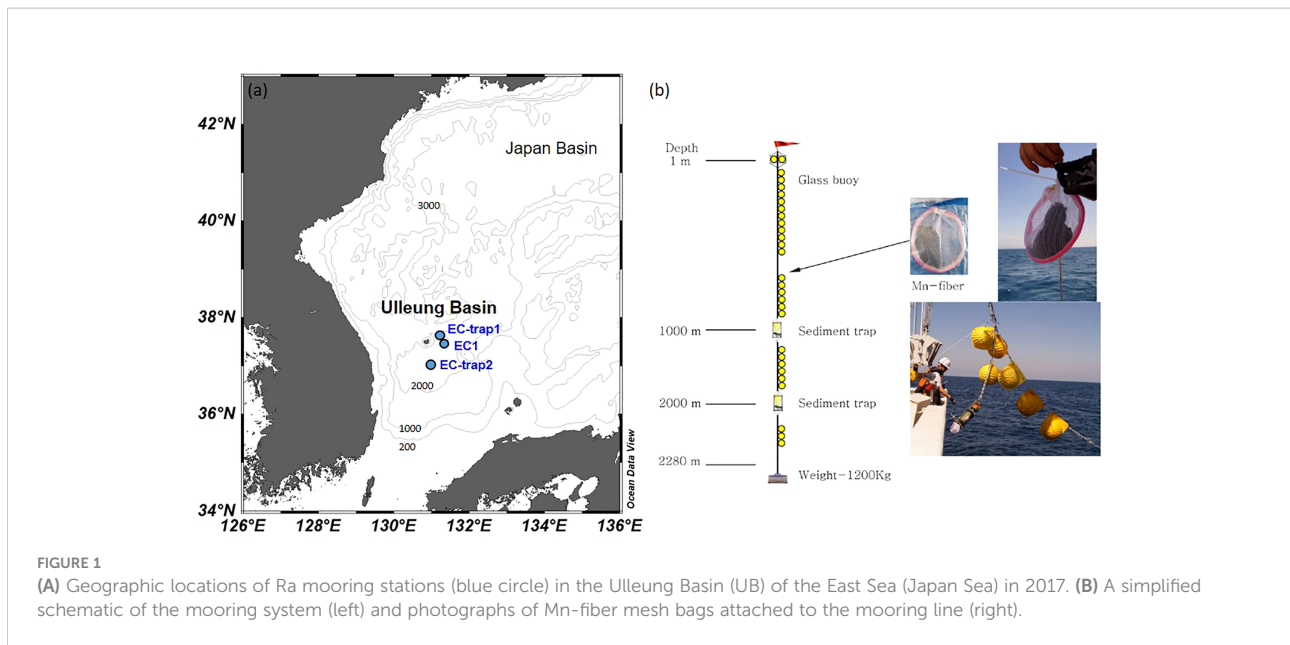 (a)
42°N
40°N
38°N
36°N
34°N
126°E
128°E
130°E
132°E
134°E
136°E
Japan Basin
3000
Ulleung Basin
EC-trap1
EC1
EC-trap2
2000
1000
200
Ocean Data View
(b)
Depth
1 m
Glass buoy
Mn-fiber
1000 m
Sediment trap
2000 m
Sediment trap
2280 m
Weight-1200Kg
FIGURE 1
(A) Geographic locations of Ra mooring stations (blue circle) in the Ulleung Basin (UB) of the East Sea (Japan Sea) in 2017. (B) A simplified
schematic of the mooring system (left) and photographs of Mn-fiber mesh bags attached to the mooring line (right).